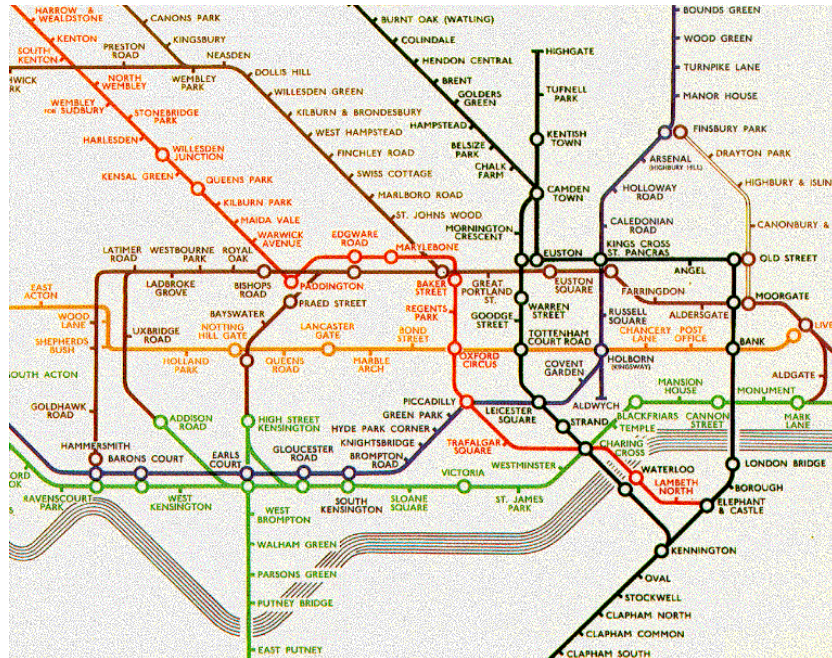 HARROW &
WEALDSTONE
CANONS PARK
BURNT OAK (WATLING)
BOUNDS GREEN
KENTON
KINGSBURY
COLINDALE
HIGHGATE
WOOD GREEN
SOUTH
KENTON
PRESTON
ROAD
NEASDEN
HENDON CENTRAL
TURNPIKE LANE
NORTH
WEMBLEY
WEMBLEY
PARK
DOLLIS HILL
BRENT
TUFNELL
PARK
MANOR HOUSE
WEMBLEY
FOR SUDBURY
STONEBRIDGE
PARK
WILLESDEN GREEN
GOLDERS
GREEN
KILBURN & BRONDESBURY
HAMPSTEAD
KENTISH
TOWN
FINSBURY PARK
HARLESDEN
WILLESDEN
JUNCTION
WEST HAMPSTEAD
BELSIZE
PARK
ARSENAL
(HIGHBURY HILL)
DRAYTON PARK
KENSAL GREEN
QUEENS PARK
FINCHLEY ROAD
CHALK
FARM
HIGHBURY & ISLIN
KILBURN PARK
SWISS COTTAGE
CAMDEN
TOWN
HOLLOWAY
ROAD
MAIDA VALE
MARLBORO ROAD
CANONBURY &
WARWICK
AVENUE
ST. JOHNS WOOD
MORNINGTON
CRESCENT
CALEDONIAN
ROAD
LATIMER
ROAD
WESTBOURNE
PARK
ROYAL
OAK
EDGWARE
ROAD
MARYLEBONE
EUSTON
KINGS CROSS
ST. PANCRAS
ANGEL
OLD STREET
EAST
ACTON
LADBROKE
GROVE
BISHOPS
ROAD
PADDINGTON
BAKER
STREET
GREAT
PORTLAND
ST.
EUSTON
SQUARE
FARRINGDON
MOORGATE
WOOD
LANE
BAYSWATER
PRAED STREET
REGENTS
PARK
WARREN
STREET
RUSSELL
SQUARE
ALDERSGATE
UXBRIDGE
ROAD
NOTTING
HILL GATE
LANCASTER
GATE
BOND
STREET
GOODGE
STREET
TOTTENHAM
COURT ROAD
CHANCERY
LANE
POST
OFFICE
LIVE
SHEPHERDS
BUSH
HOLLAND
PARK
QUEENS
ROAD
MARBLE
ARCH
OXFORD
CIRCUS
COVENT
GARDEN
HOLBORN
(KINGSWAY)
BANK
OUTH ACTON
ALDGATE
GOLDHAWK
ROAD
ADDISON
ROAD
HIGH STREET
KENSINGTON
PICCADILLY
GREEN PARK
LEICESTER
SQUARE
ALDWYCH
MANSION
HOUSE
MONUMENT
BLACKFRIARS
CANNON
STREET
MARK
LANE
HYDE PARK CORNER
STRAND
TEMPLE
HAMMERSMITH
BARONS COURT
EARLS
COURT
GLOUCESTER
ROAD
KNIGHTSBRIDGE
BROMPTON
ROAD
TRAFALGAR
SQUARE
CHARING
CROSS
RAVENSCOURT
PARK
WEST
KENSINGTON
SOUTH
KENSINGTON
SLOANE
SQUARE
VICTORIA
ST. JAMES
PARK
WESTMINSTER
WATERLOO
LAMBETH
NORTH
LONDON BRIDGE
BOROUGH
ELEPHANT
& CASTLE
WEST
BROMPTON
WALHAM GREEN
KENNINGTON
PARSONS GREEN
OVAL
PUTNEY BRIDGE
STOCKWELL
CLAPHAM NORTH
CLAPHAM COMMON
EAST PUTNEY
CLAPHAM SOUTH